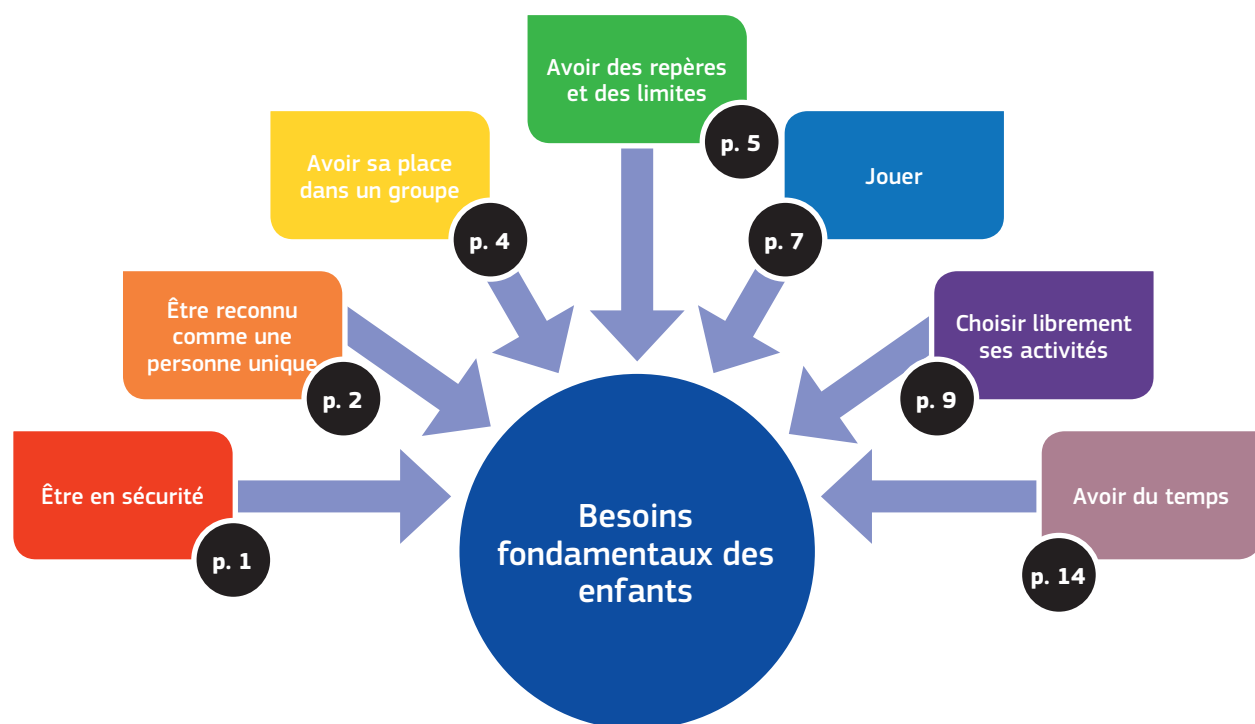 Avoir des repères
et des limites
p. 5
Avoir sa place
dans un groupe
p. 4
Jouer
p. 7
Être reconnu
comme une
personne unique
p. 2
Choisir librement
ses activités
p. 9
Être en sécurité
p. 1
Avoir du temps
p. 14
Besoins
fondamentaux des
enfants